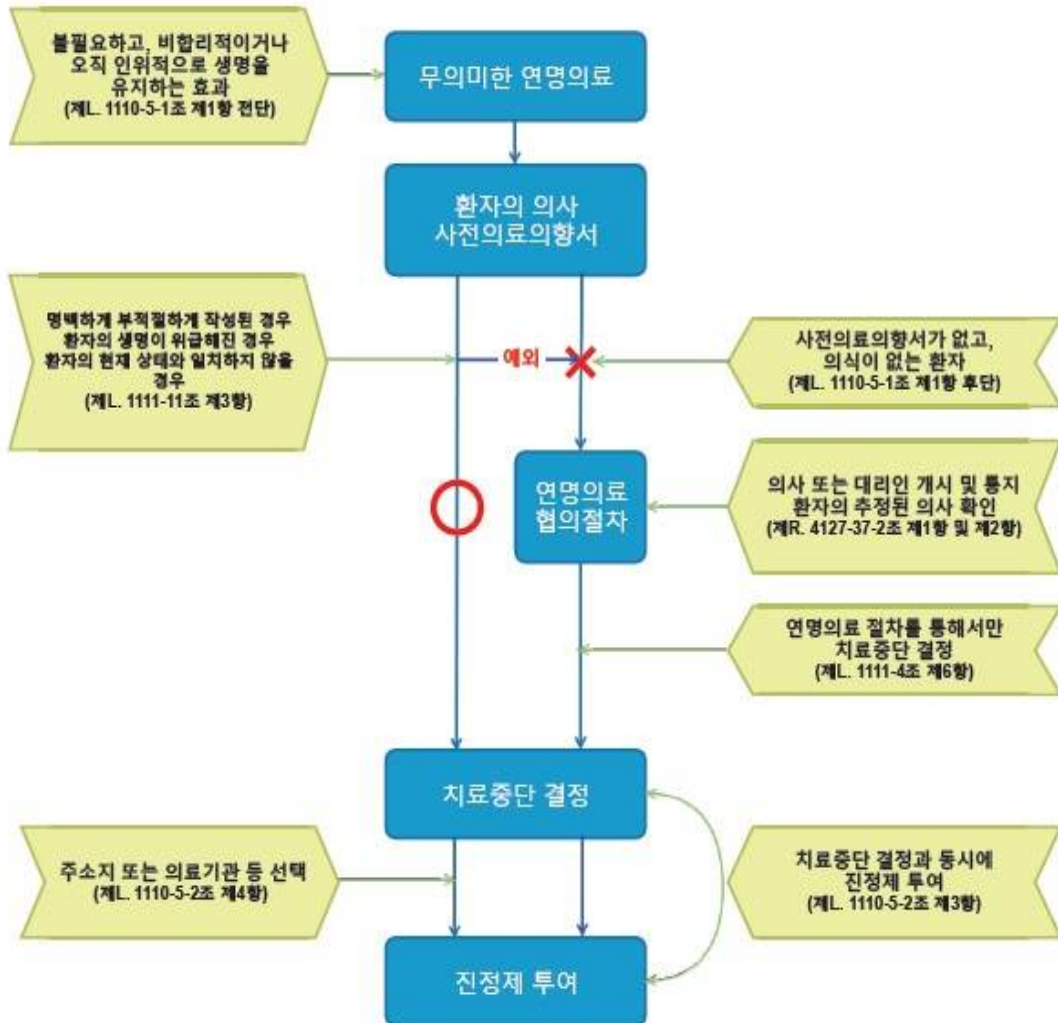 불필요하고, 비합리적이거나
오직 인위적으로 생명을
유지하는 효과
(제L. 1110-5-1조 제1항 전단)
무의미한 연명의료
환자의 의사
사전의료의향서
명백하게 부적절하게 작성된 경우
환자의 생명이 위급해진 경우
환자의 현재 상태와 일치하지 않을
경우
(제L. 1111-11조 제3항)
예외
사전의료의향서가 없고,
의식이 없는 환자
(제L. 1110-5-1조 제1항 후단)
연명의료
협의절차
의사 또는 대리인 개시 및 통지
환자의 추정된 의사 확인
(제R. 4127-37-2조 제1항 및 제2항)
연명의료 절차를 통해서만
치료중단 결정
(제L. 1111-4조 제6항)
치료중단 결정
주소지 또는 의료기관 등 선택
(제L. 1110-5-2조 제4항)
치료중단 결정과 동시에
진정제 투여
(제L. 1110-5-2조 제3항)
진정제 투여